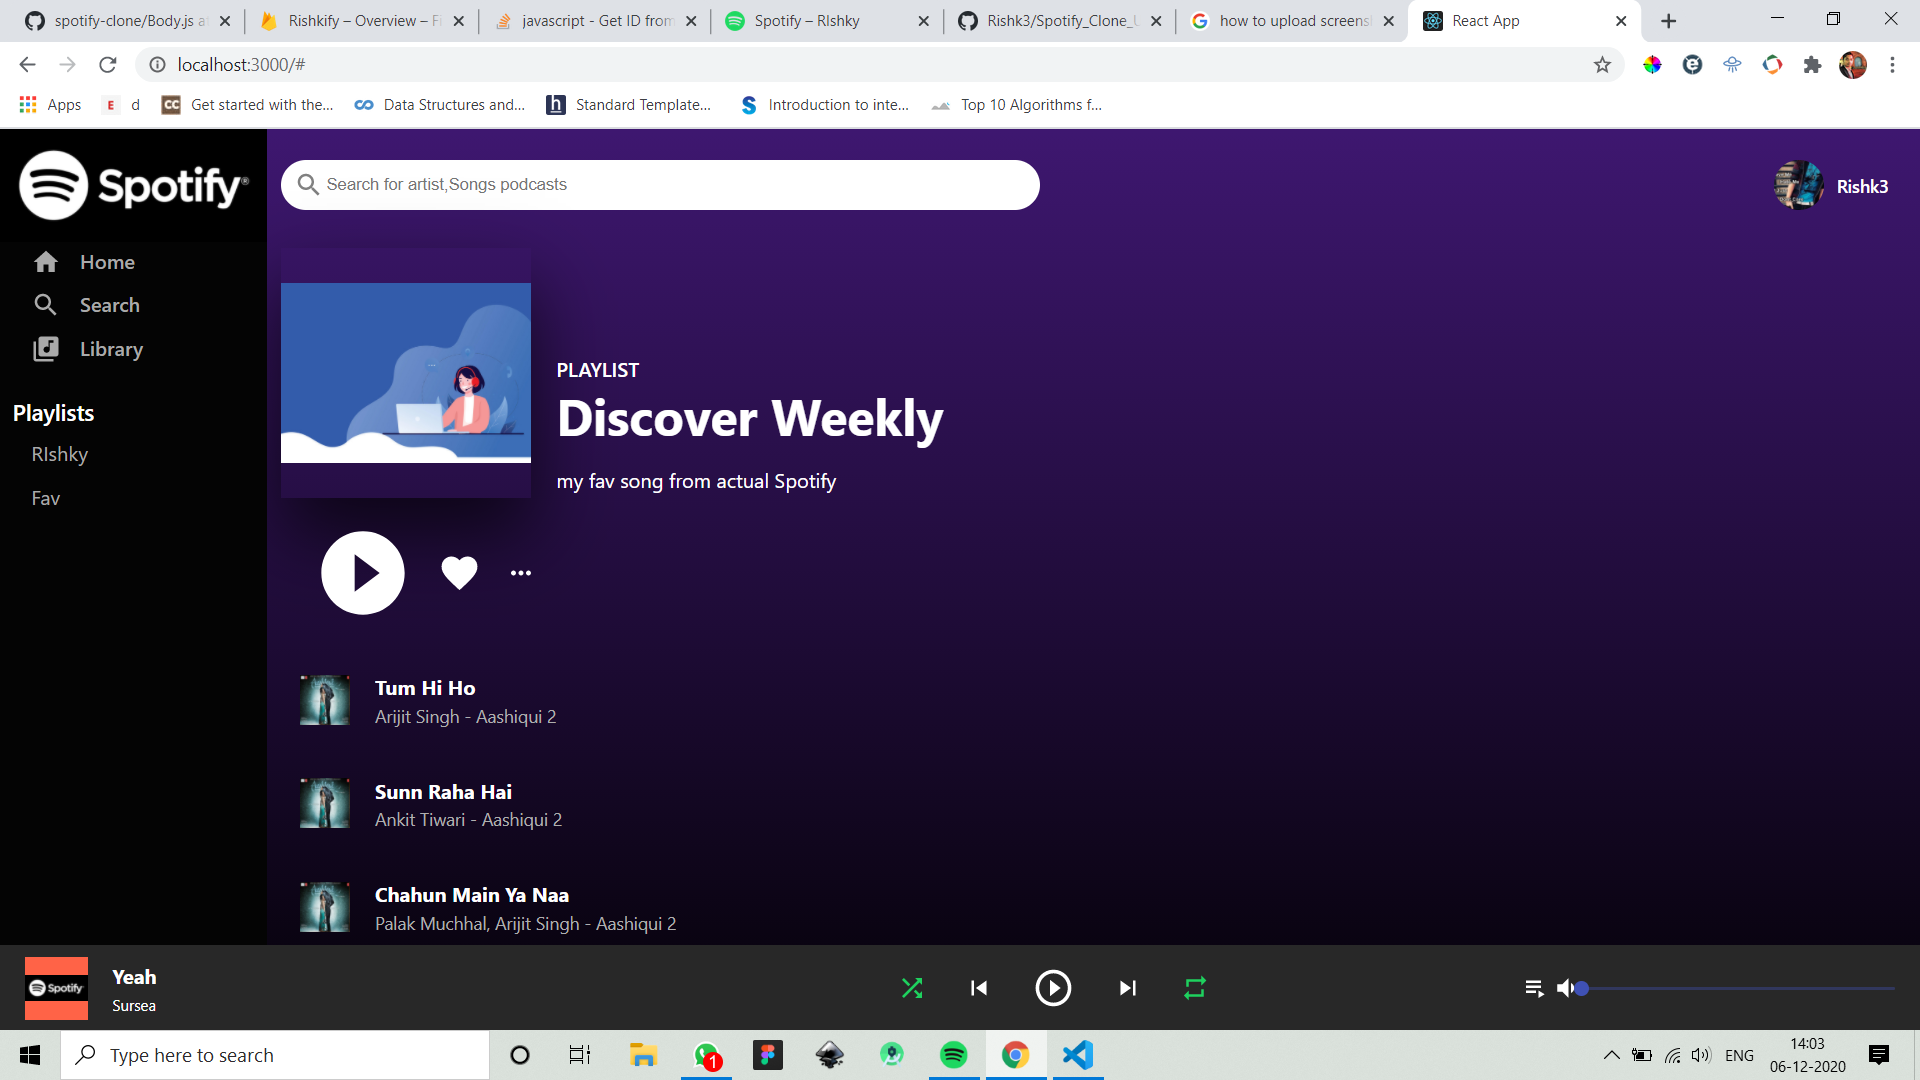 spotify-clone/Body.js a
Rishkify – Overview – Fi
javascript - Get ID from
Spotify – RIshky
Rishk3/Spotify_Clone_U
how to upload screensh
React App
localhost:3000/#
Apps
E
d
CC
Get started with the...
Data Structures and...
h
Standard Template...
S
Introduction to inte...
Top 10 Algorithms f...
Spotify®
Search for artist,Songs podcasts
Rishk3
Home
Search
Library
Playlists
RIshky
Fav
PLAYLIST
Discover Weekly
my fav song from actual Spotify
Tum Hi Ho
Arijit Singh - Aashiqui 2
Sunn Raha Hai
Ankit Tiwari - Aashiqui 2
Chahun Main Ya Naa
Palak Muchhal, Arijit Singh - Aashiqui 2
Spotify
Yeah
Sursea
Type here to search
1
ENG
14:03
06-12-2020